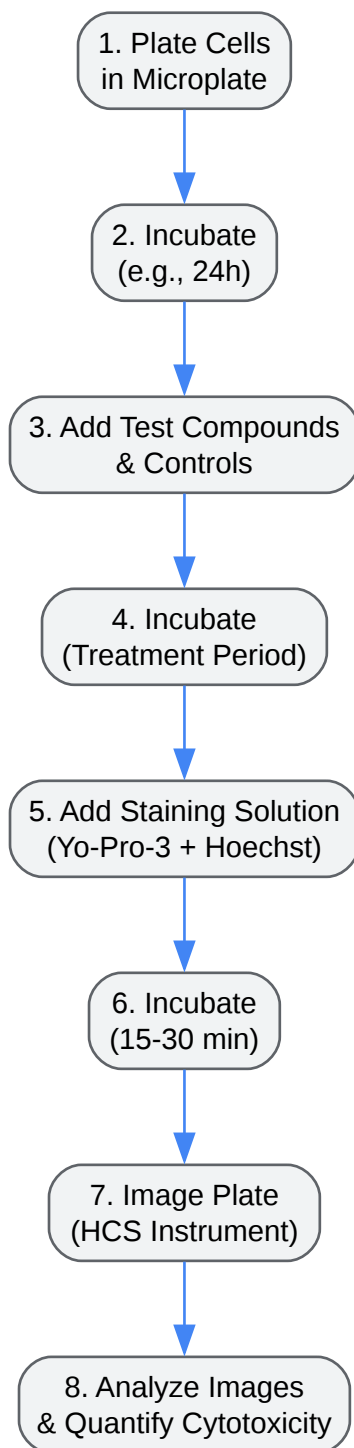 1. Plate Cells
in Microplate
2. Incubate
(e.g., 24h)
3. Add Test Compounds
& Controls
4. Incubate
(Treatment Period)
5. Add Staining Solution
(Yo-Pro-3 + Hoechst)
6. Incubate
(15-30 min)
7. Image Plate
(HCS Instrument)
8. Analyze Images
& Quantify Cytotoxicity